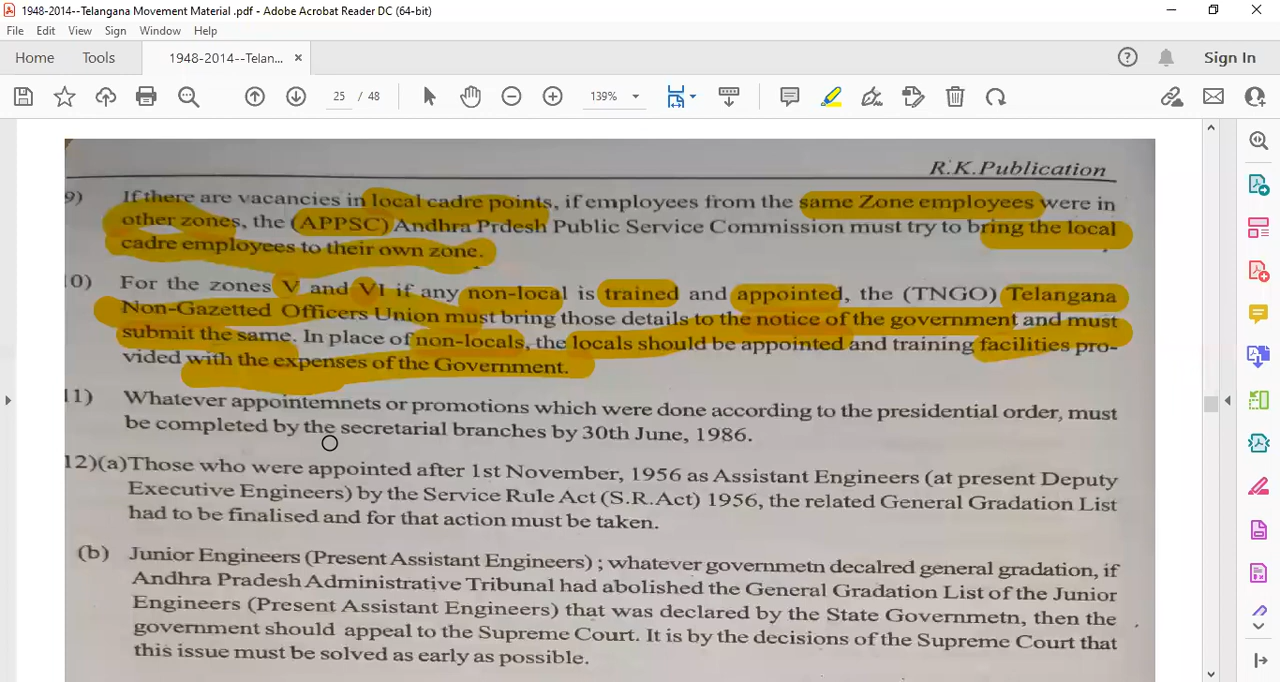 1948-2014--Telangana Movement Material .pdf - Adobe Acrobat Reader DC (64-bit)
File Edit View Sign Window Help
Home Tools 1948-2014--Telan... ×
Sign In
25 / 48 139%
R.K.Publication
9) If there are vacancies in local cadre points, if employees from the same Zone employees were in
other zones, the (APPSC) Andhra Prdesh Public Service Commission must try to bring the local
cadre employees to their own zone.
10) For the zones V and VI if any non-local is trained and appointed, the (TNGO) Telangana
Non-Gazetted Officers Union must bring those details to the notice of the government and must
submit the same. In place of non-locals, the locals should be appointed and training facilities pro-
vided with the expenses of the Government.
11) Whatever appointemnets or promotions which were done according to the presidential order, must
be completed by the secretarial branches by 30th June, 1986.
12)(a)Those who were appointed after 1st November, 1956 as Assistant Engineers (at present Deputy
Executive Engineers) by the Service Rule Act (S.R.Act) 1956, the related General Gradation List
had to be finalised and for that action must be taken.
(b) Junior Engineers (Present Assistant Engineers) ; whatever governmetn decalred general gradation, if
Andhra Pradesh Administrative Tribunal had abolished the General Gradation List of the Junior
Engineers (Present Assistant Engineers) that was declared by the State Governmetn, then the
government should appeal to the Supreme Court. It is by the decisions of the Supreme Court that
this issue must be solved as early as possible.